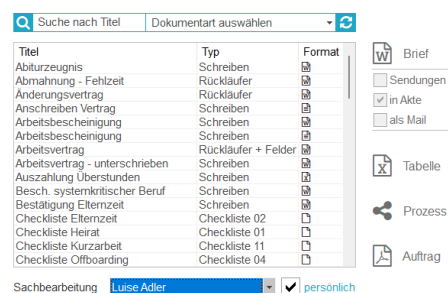 Suche nach Titel Dokumentart auswählen
Titel Typ Format
Abiturzeugnis Schreiben
Abmahnung - Fehlzeit Rückläufer
Änderungsvertrag Rückläufer
Anschreiben Vertrag Schreiben
Arbeitsbescheinigung Schreiben
Arbeitsbescheinigung Schreiben
Arbeitsvertrag Rückläufer + Felder
Arbeitsvertrag - unterschrieben Schreiben
Auszahlung Überstunden Schreiben
Besch. systemkritischer Beruf Schreiben
Bestätigung Elternzeit Schreiben
Checkliste Elternzeit Checkliste 02
Checkliste Heirat Checkliste 01
Checkliste Kurzarbeit Checkliste 11
Checkliste Offboarding Checkliste 04
Sachbearbeitung Luise Adler persönlich
W Brief
Sendungen
in Akte
als Mail
X Tabelle
Prozess
Auftrag